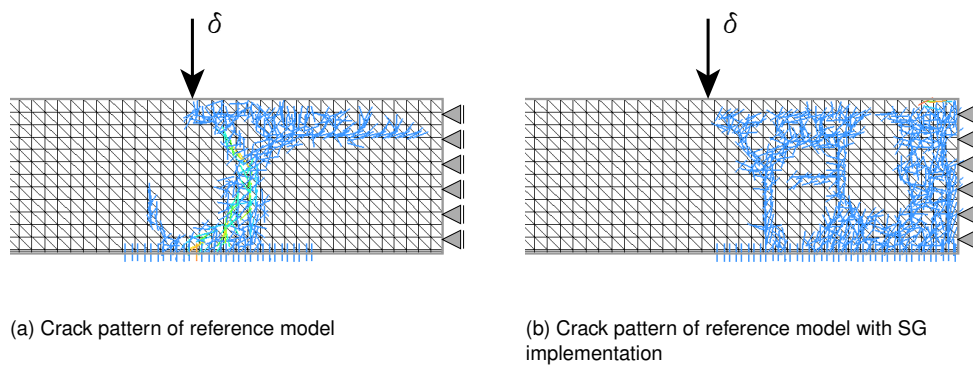 δ
δ
(a) Crack pattern of reference model
(b) Crack pattern of reference model with SG
implementation